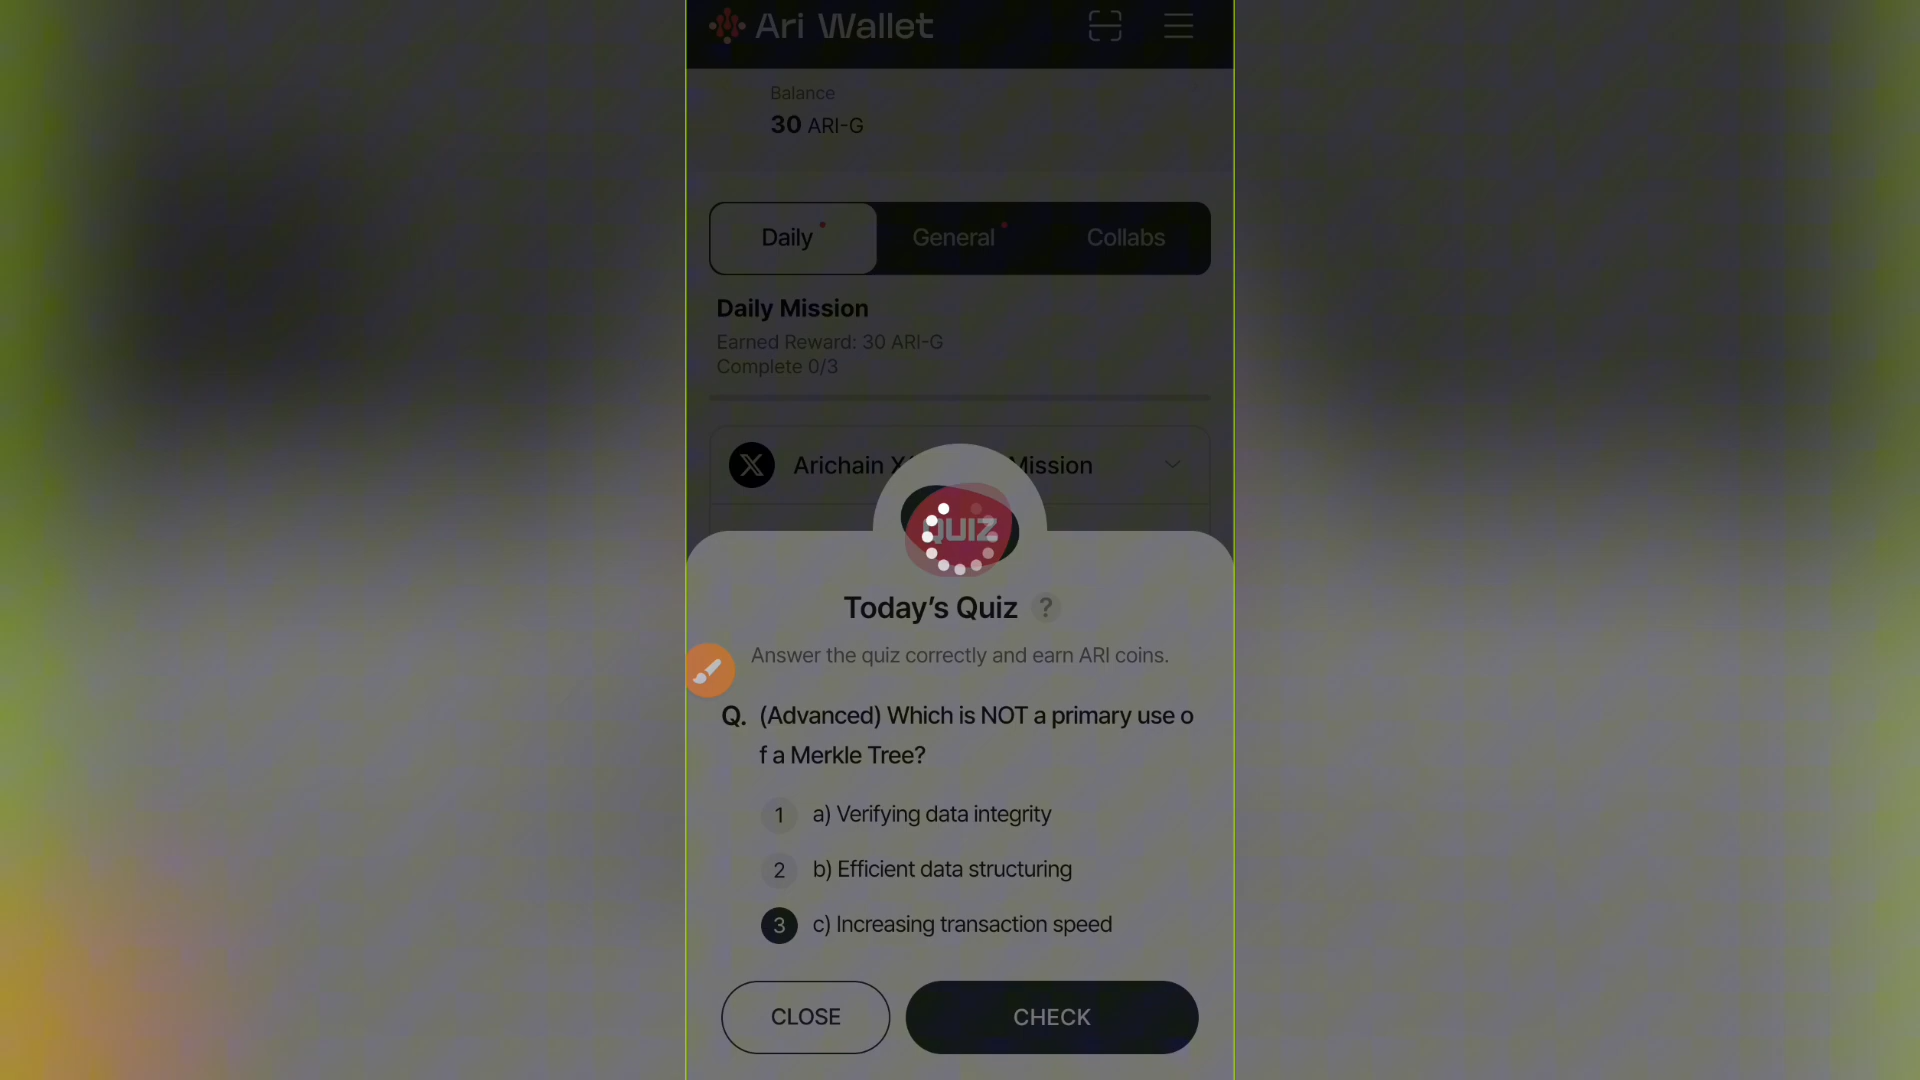 Ari Wallet
Balance
30 ARI-G
Daily
General
Collabs
Daily Mission
Earned Reward: 30 ARI-G
Complete 0/3
Arichain X
Mission
QUIZ
Today's Quiz ?
Answer the quiz correctly and earn ARI coins.
Q. (Advanced) Which is NOT a primary use o
f a Merkle Tree?
1 a) Verifying data integrity
2 b) Efficient data structuring
3 c) Increasing transaction speed
CLOSE
CHECK